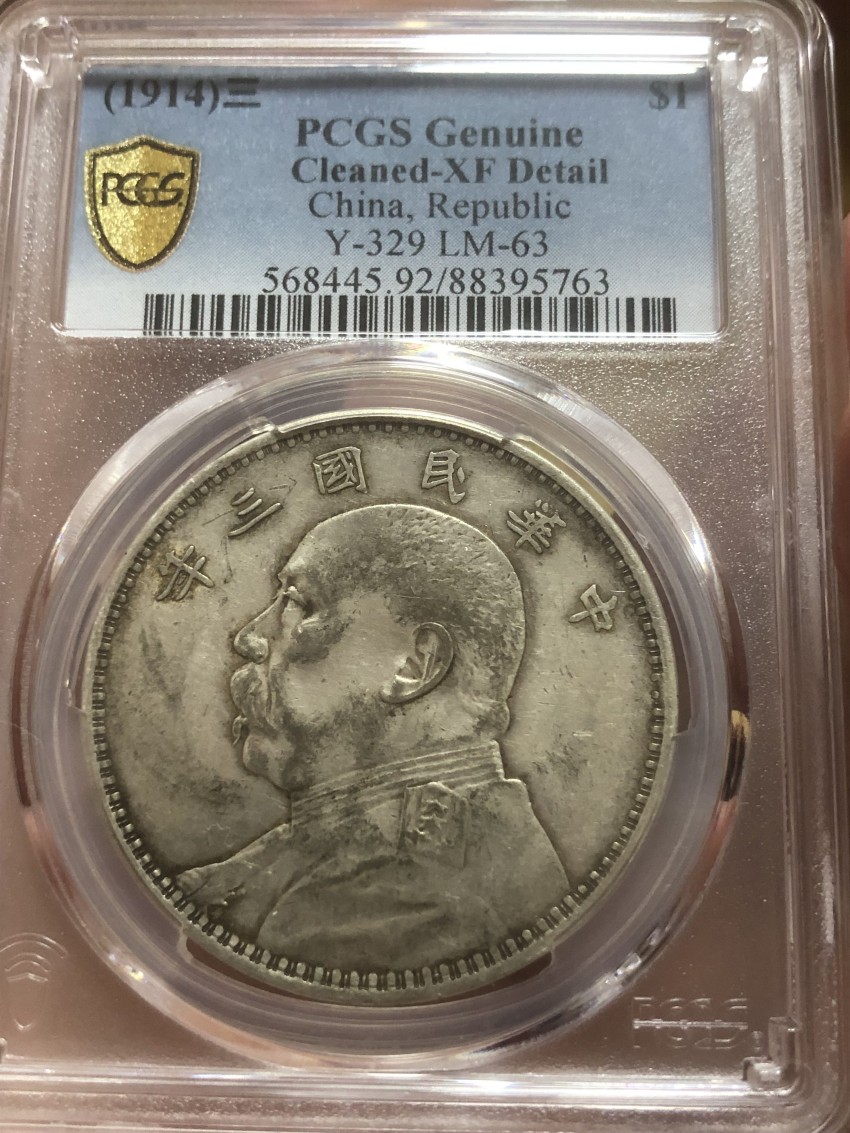 (1914)三 $1
PCGS Genuine
Cleaned-XF Detail
China, Republic
Y-329 LM-63
568445.92/88395763
PCGS
中華民國三年
PCGS